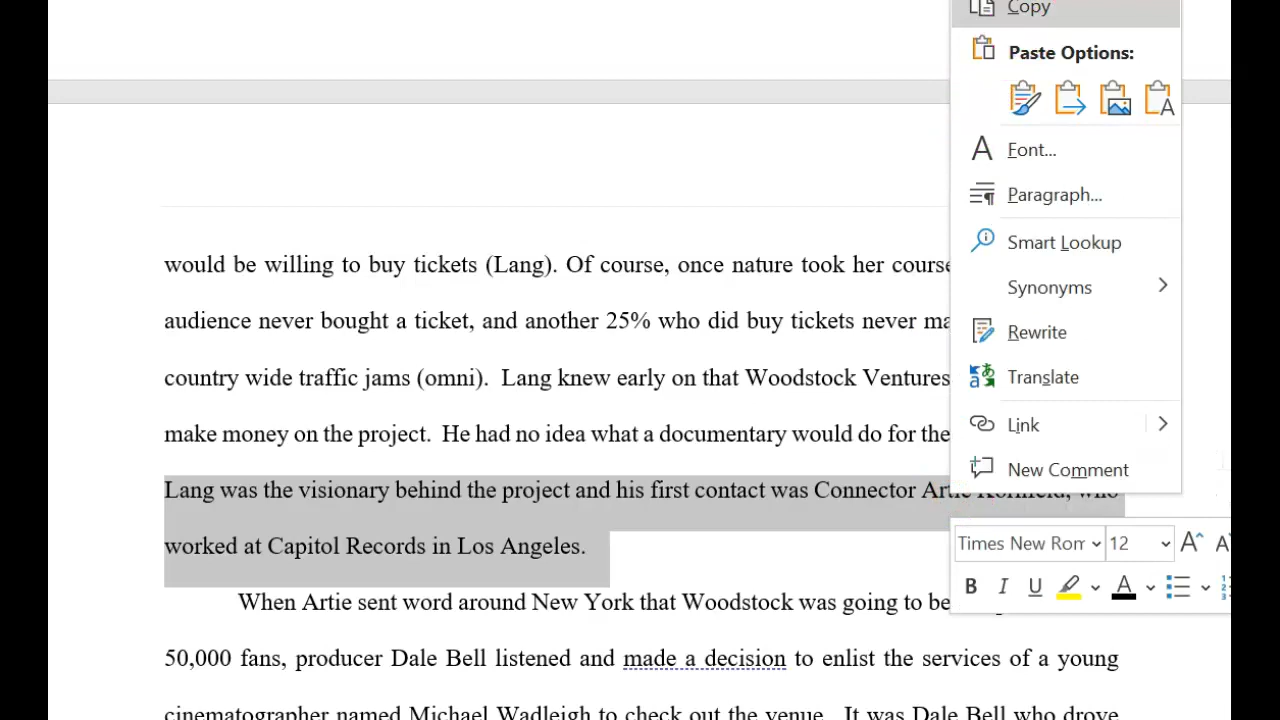 Copy
Paste Options:
Font...
Paragraph...
Smart Lookup
Synonyms
Rewrite
Translate
Link
New Comment
would be willing to buy tickets (Lang). Of course, once nature took her course
audience never bought a ticket, and another 25% who did buy tickets never
country wide traffic jams (omni).  Lang knew early on that Woodstock Ventures
make money on the project.  He had no idea what a documentary would do for the
Lang was the visionary behind the project and his first contact was Connector Artie Kornfeld, who
worked at Capitol Records in Los Angeles.
Times New Rom 12
B I U A
When Artie sent word around New York that Woodstock was going to be
50,000 fans, producer Dale Bell listened and made a decision to enlist the services of a young
cinematographer named Michael Wadleigh to check out the venue.  It was Dale Bell who drove